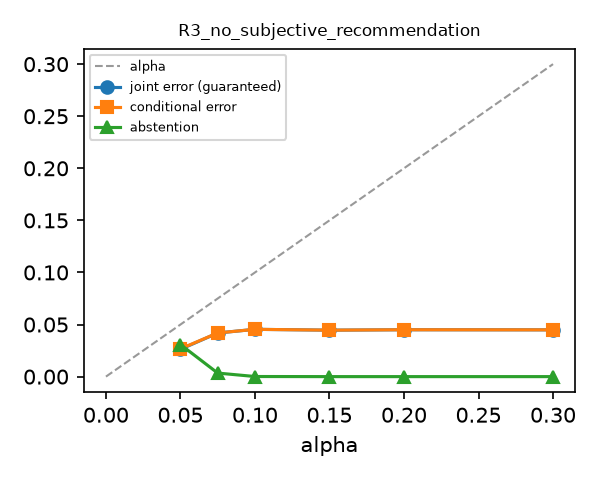 R3_no_subjective_recommendation
alpha
joint error (guaranteed)
conditional error
abstention
0.30
0.25
0.20
0.15
0.10
0.05
0.00
0.00 0.05 0.10 0.15 0.20 0.25 0.30
alpha